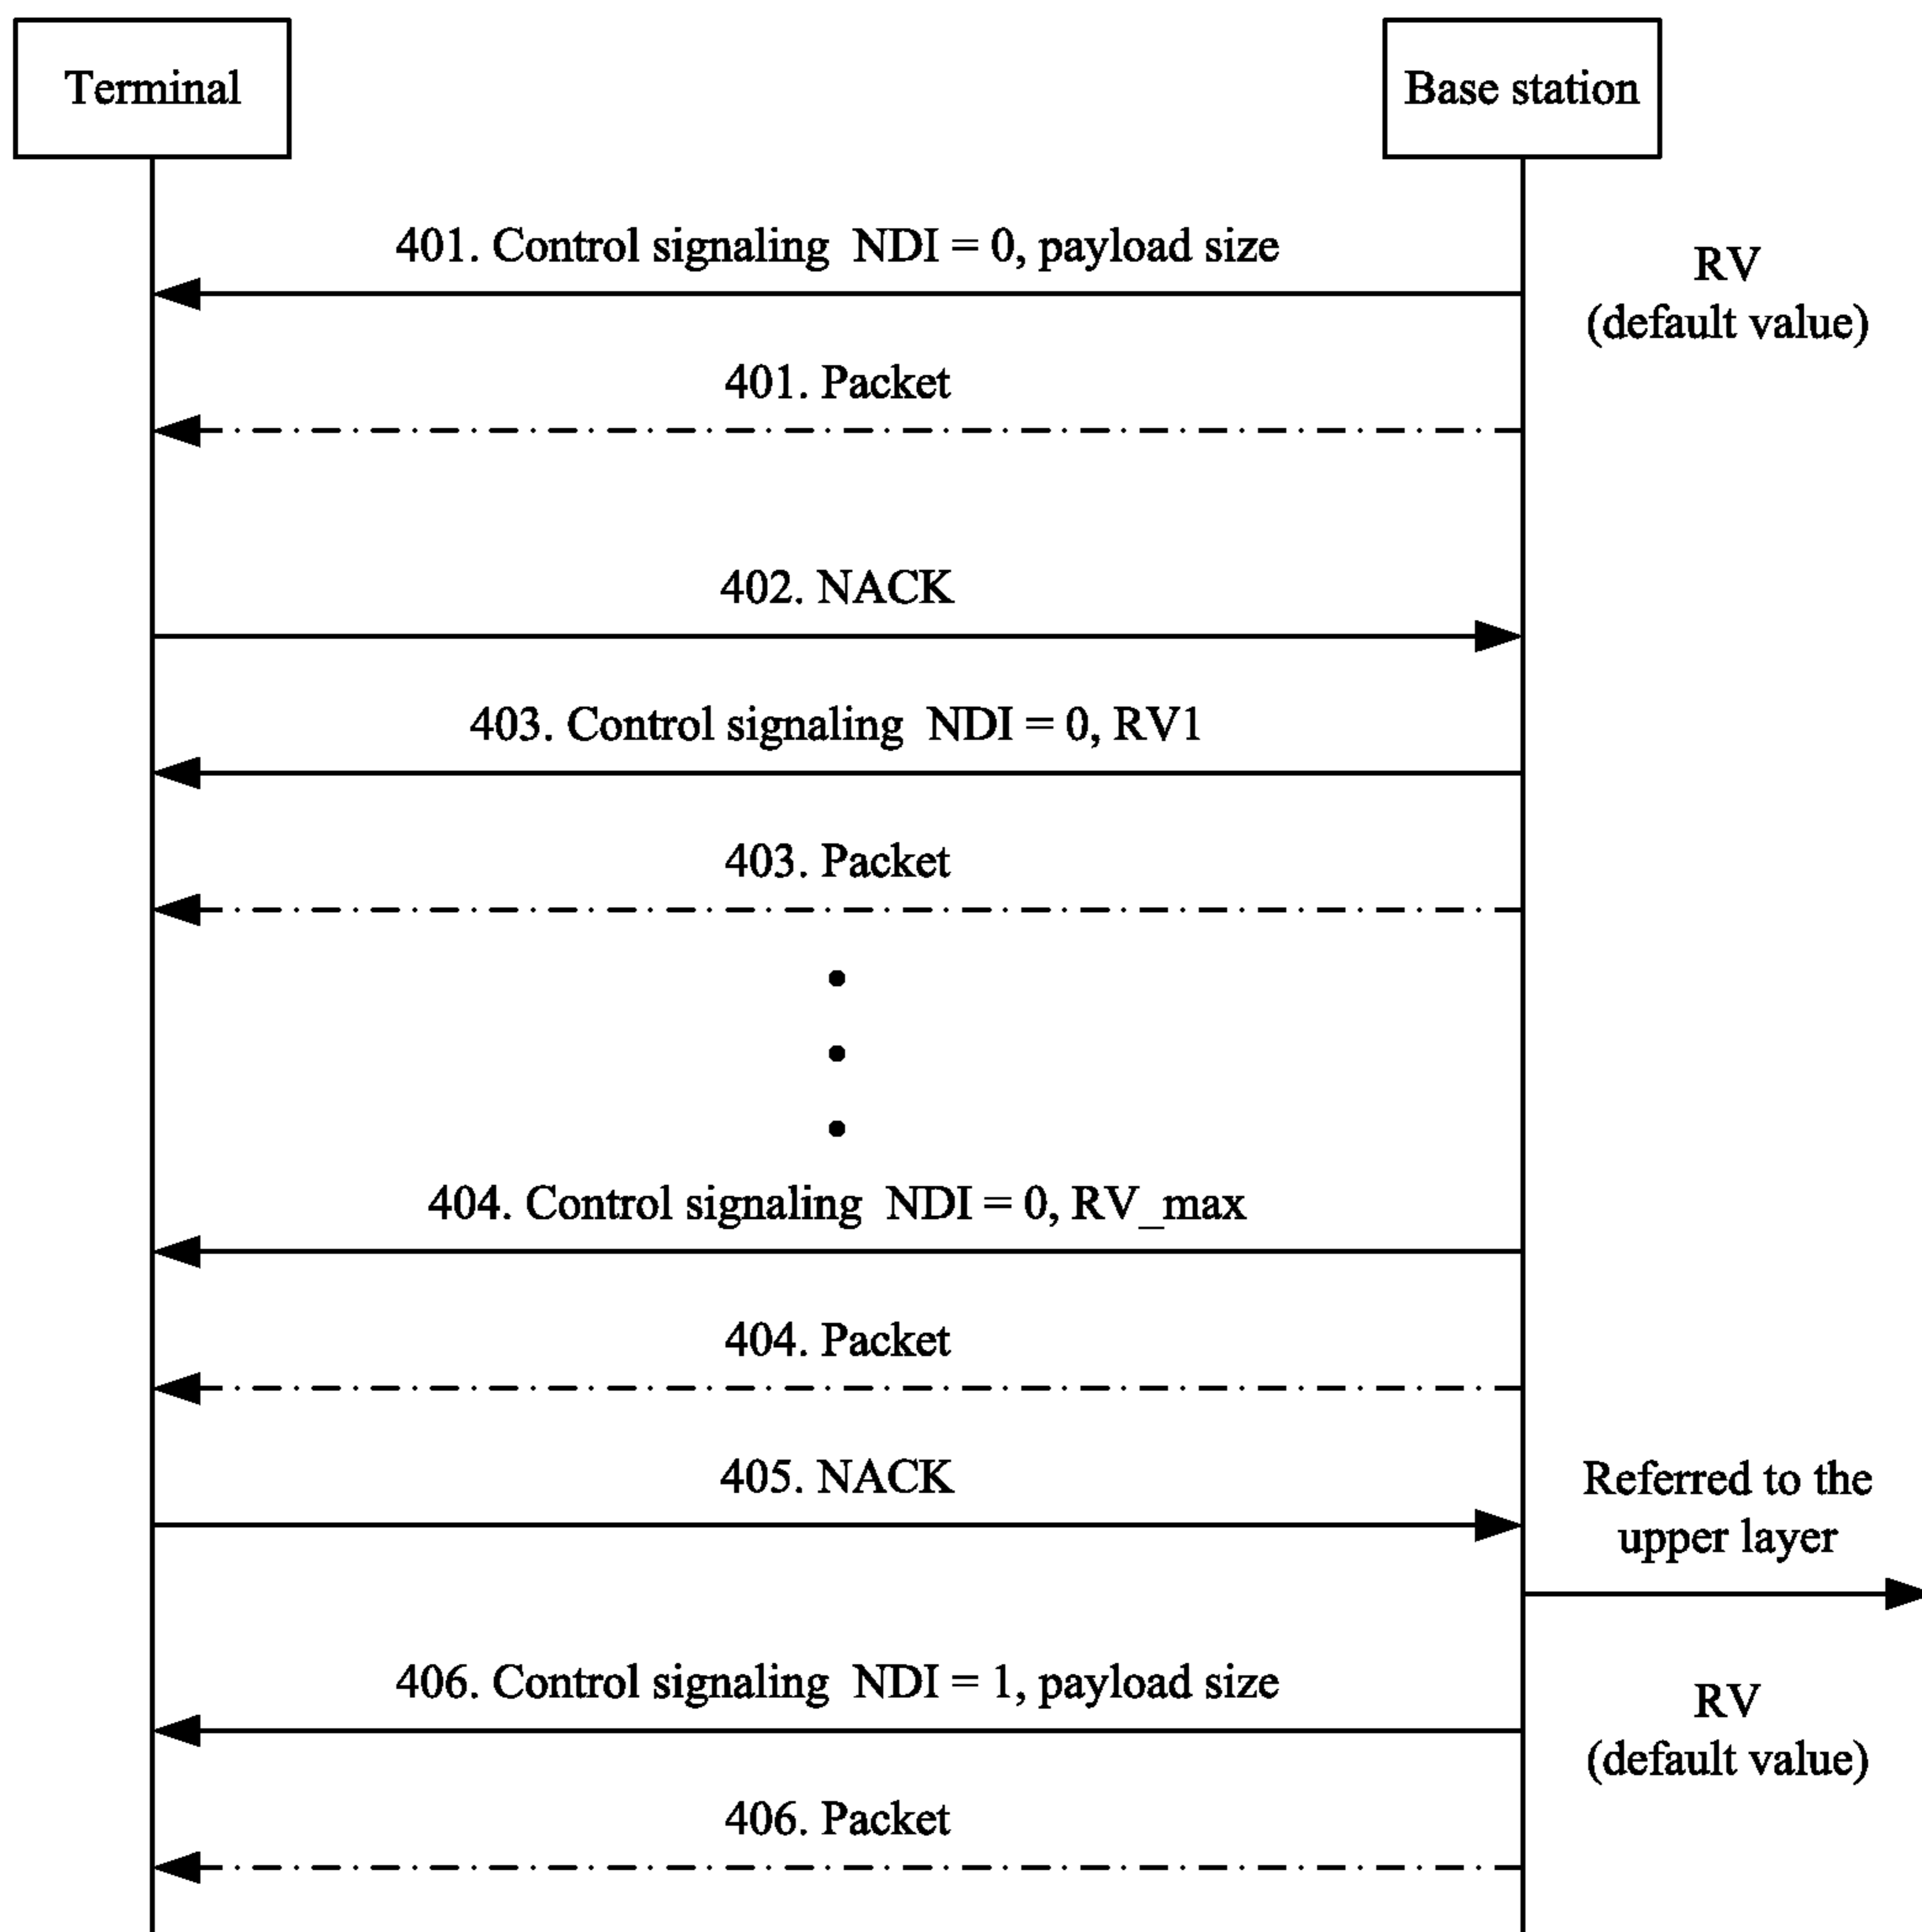 Terminal
Base station
401. Control signaling NDI = 0, payload size
RV
(default value)
401. Packet
402. NACK
403. Control signaling NDI = 0, RV1
403. Packet
404. Control signaling NDI = 0, RV_max
404. Packet
405. NACK
Referred to the
upper layer
406. Control signaling NDI = 1, payload size
RV
(default value)
406. Packet